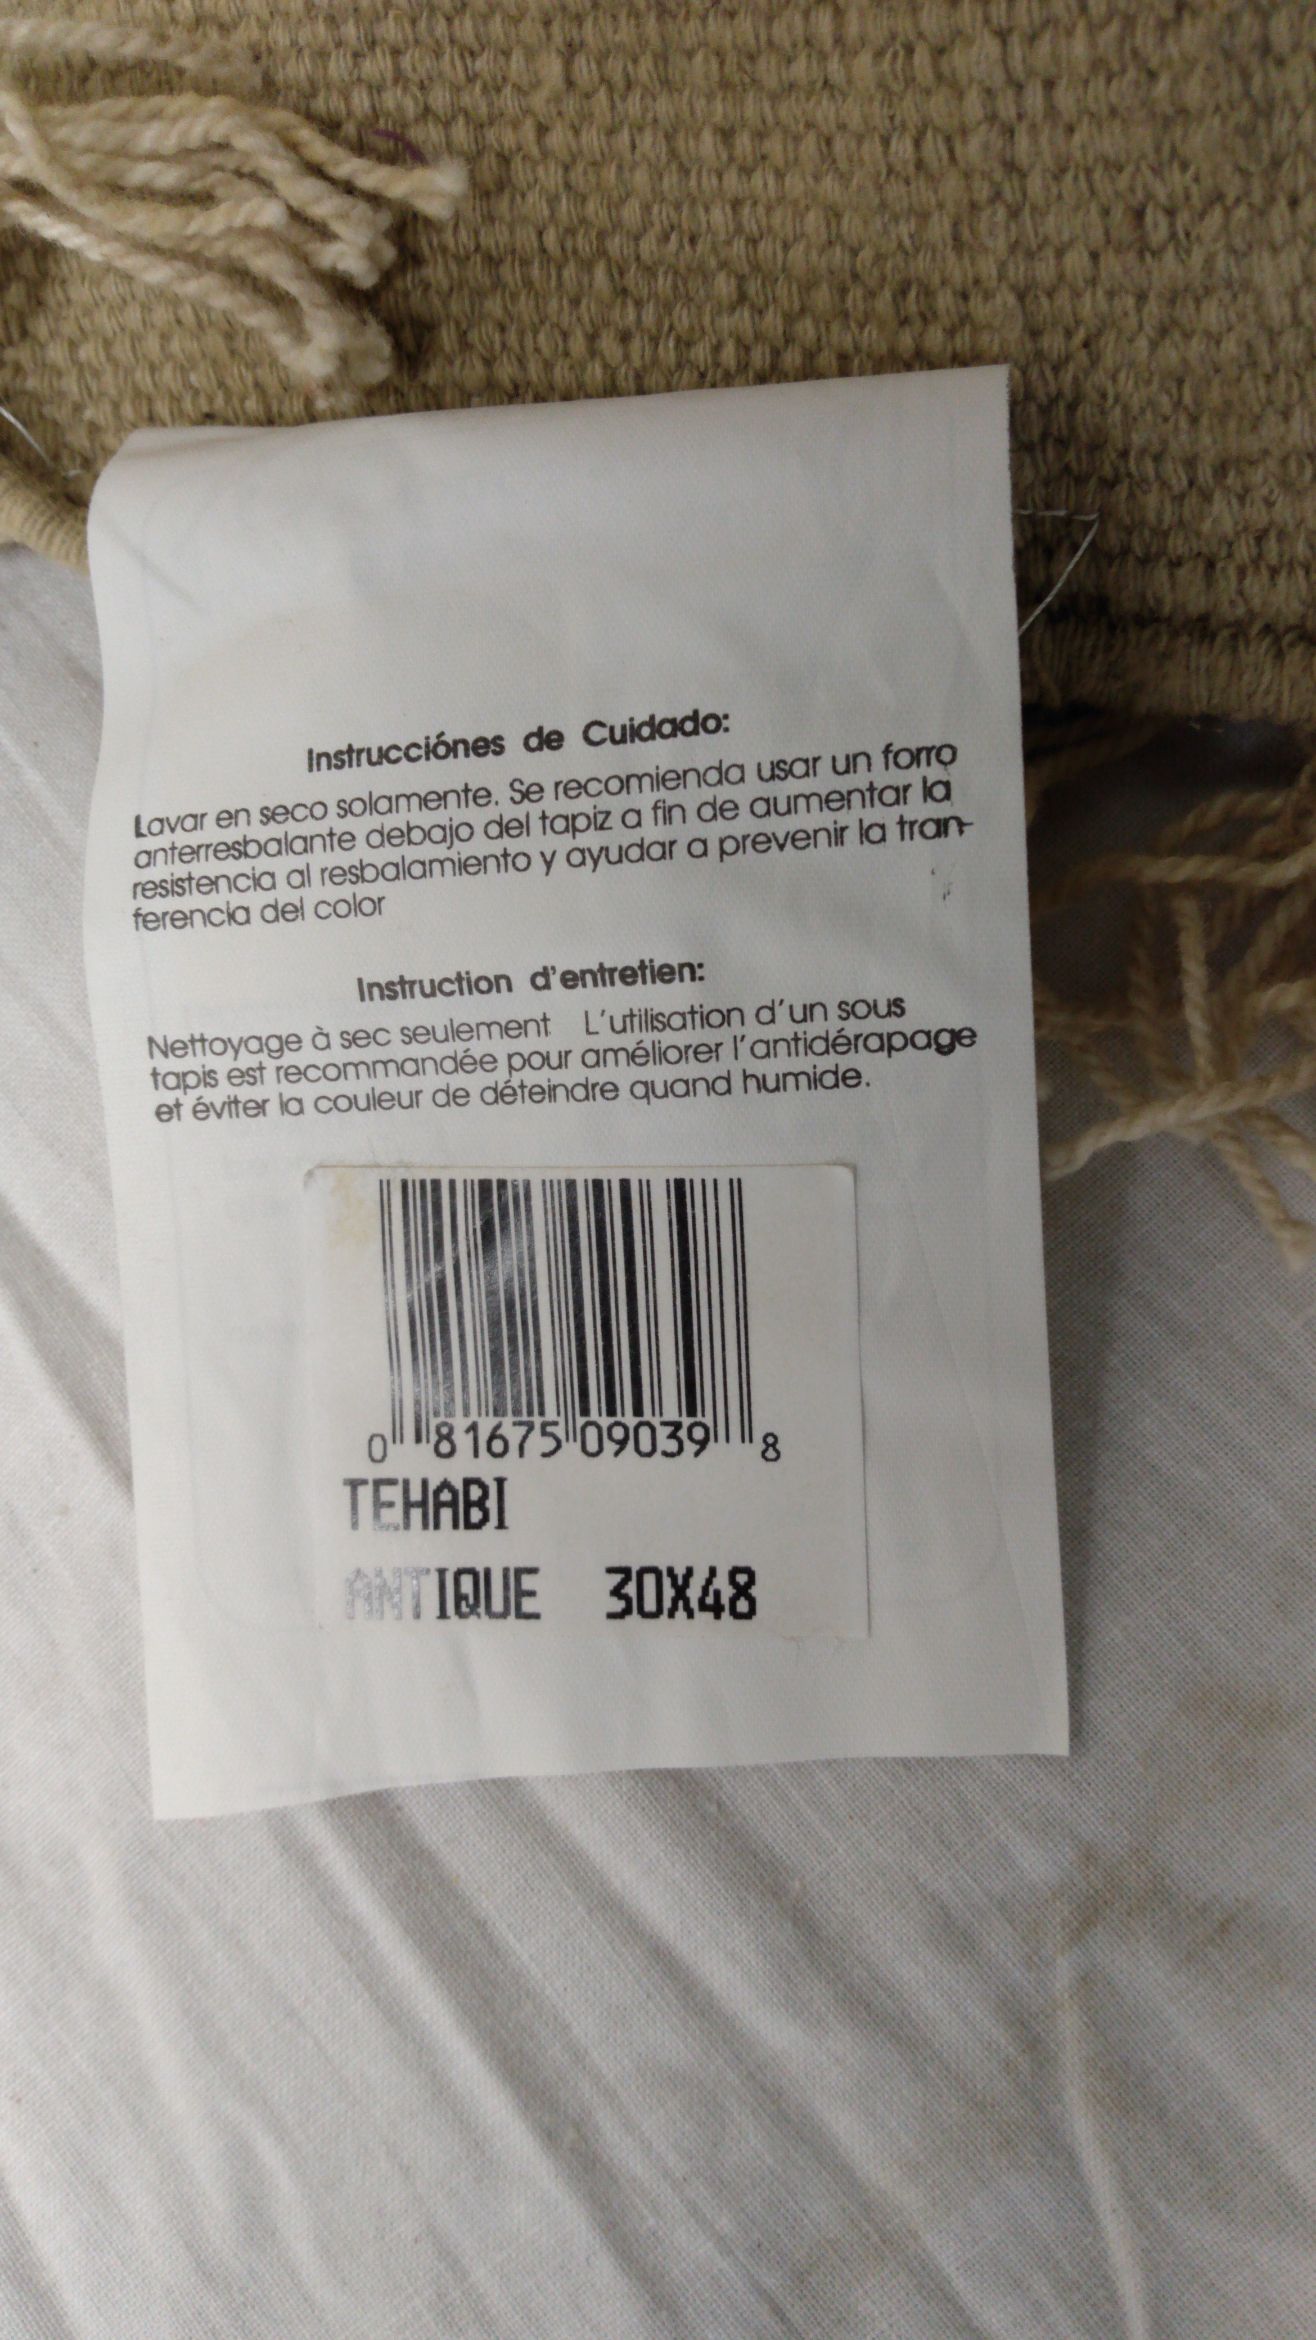 Instrucciónes de Cuidado:
Lavar en seco solamente. Se recomienda usar un forro
anterresbalante debajo del tapiz a fin de aumentar la
resistencia al resbalamiento y ayudar a prevenir la tran-
ferencia del color
Instruction d'entretien:
Nettoyage à sec seulement L'utilisation d'un sous
tapis est recommandée pour améliorer l'antidérapage
et éviter la couleur de déteindre quand humide.
0 81675 09039 8
TEHABI
ANTIQUE 30X48